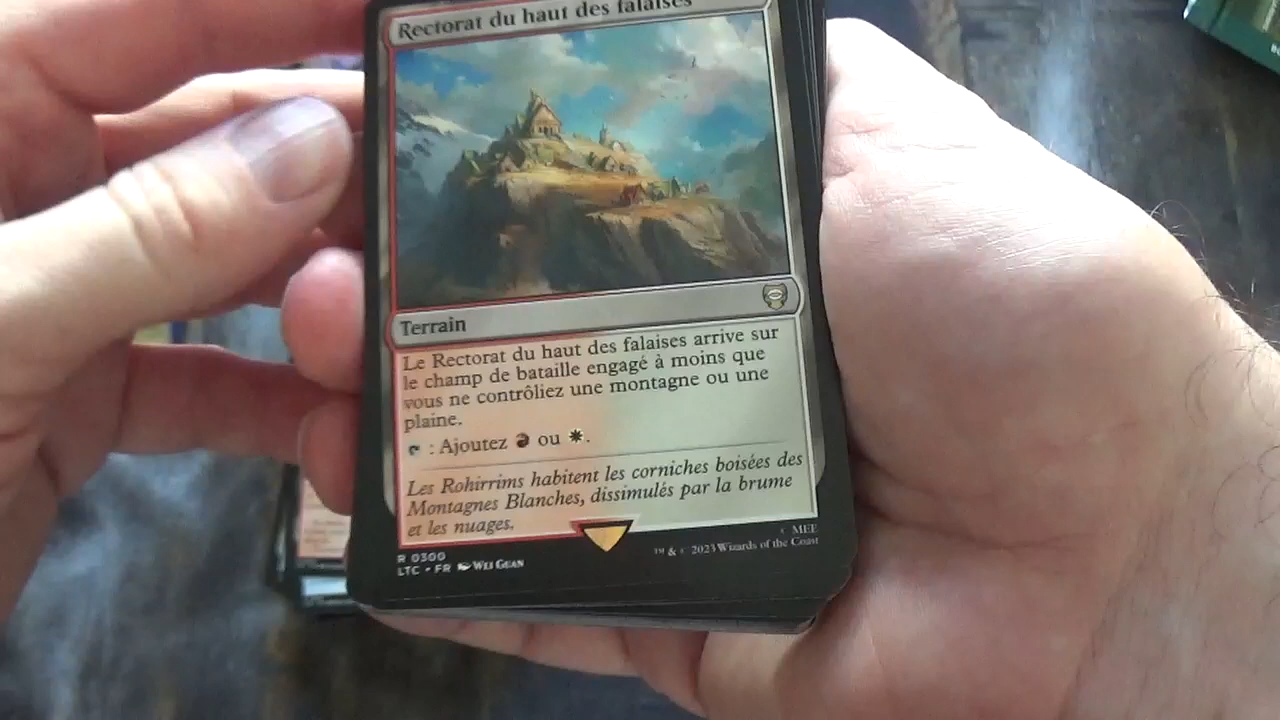 Rectorat du haut des falaises
Terrain
Le Rectorat du haut des falaises arrive sur
le champ de bataille engagé à moins que
vous ne contrôliez une montagne ou une
plaine.
: Ajoutez ou .
Les Rohirrims habitent les corniches boisées des
Montagnes Blanches, dissimulés par la brume
et les nuages.
R 0300
LTC • FR Wei Guan
MEE
™ & © 2023 Wizards of the Coast